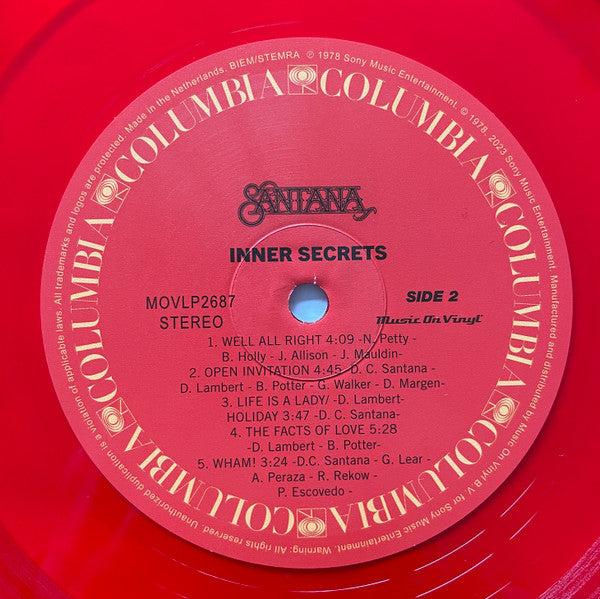 SANTANA
INNER SECRETS
MOVLP2687
STEREO
SIDE 2
Music On Vinyl
1. WELL ALL RIGHT 4:09 -N. Petty -
B. Holly - J. Allison - J. Mauldin-
2. OPEN INVITATION 4:45 -D. C. Santana -
D. Lambert - B. Potter - G. Walker - D. Margen-
3. LIFE IS A LADY/ -D. Lambert-
HOLIDAY 3:47 -D. C. Santana-
4. THE FACTS OF LOVE 5:28
-D. Lambert - B. Potter-
5. WHAM! 3:24 -D.C. Santana - G. Lear -
A. Peraza - R. Rekow -
P. Escovedo -
COLUMBIA COLUMBIA COLUMBIA COLUMBIA COLUMBIA COLUMBIA COLUMBIA COLUMBIA
℗ 1978 Sony Music Entertainment. © 1978, 2023 Sony Music Entertainment. Manufactured and distributed by Music On Vinyl B.V. for Sony Music Entertainment. Warning: All rights reserved. Unauthorized duplication is a violation of applicable laws. All trademarks and logos are protected. Made in the Netherlands. BIEM/STEMRA